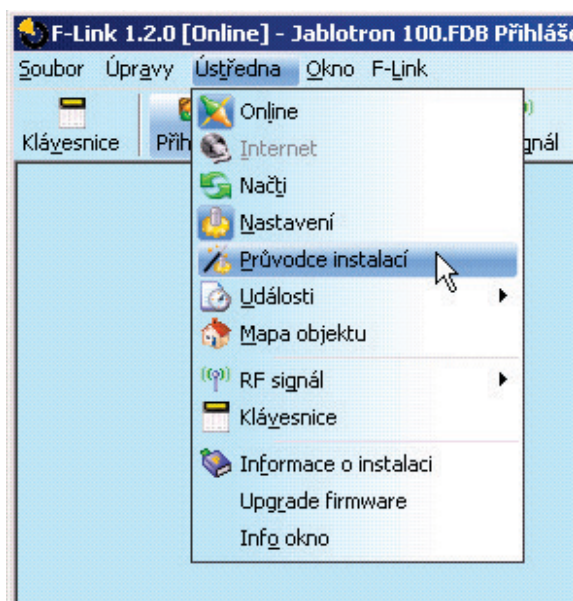 F-Link 1.2.0 [Online] - Jablotron 100.FDB Přihláše
Soubor Úpravy Ústředna Okno F-Link
Klávesnice Přih gnál
Online
Internet
Načti
Nastavení
Průvodce instalací
Události
Mapa objektu
RF signál
Klávesnice
Informace o instalaci
Upgrade firmware
Info okno